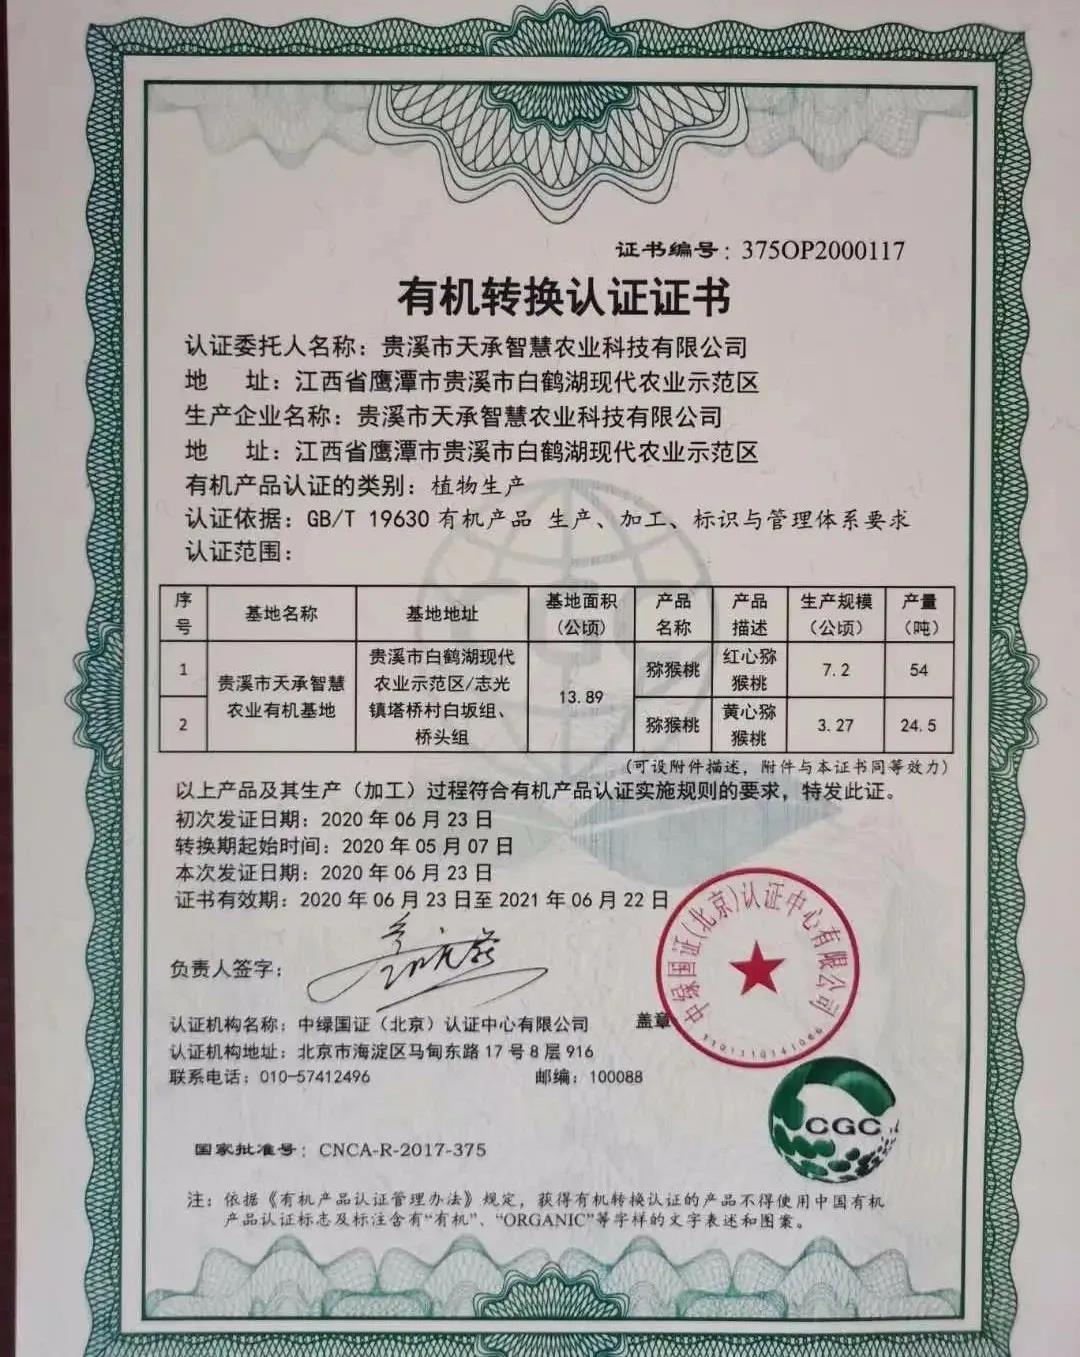 证书编号：375OP2000117
有机转换认证证书
认证委托人名称：贵溪市天承智慧农业科技有限公司
地 址：江西省鹰潭市贵溪市白鹤湖现代农业示范区
生产企业名称：贵溪市天承智慧农业科技有限公司
地 址：江西省鹰潭市贵溪市白鹤湖现代农业示范区
有机产品认证的类别：植物生产
认证依据：GB/T 19630 有机产品 生产、加工、标识与管理体系要求
认证范围：
序号 基地名称 基地地址 基地面积（公顷） 产品名称 产品描述 生产规模（公顷） 产量（吨）
1 贵溪市天承智慧农业有机基地 贵溪市白鹤湖现代农业示范区/志光镇塔桥村白坂组、桥头组 13.89 猕猴桃 红心猕猴桃 7.2 54
2 猕猴桃 黄心猕猴桃 3.27 24.5
（可设附件描述，附件与本证书同等效力）
以上产品及其生产（加工）过程符合有机产品认证实施规则的要求，特发此证。
初次发证日期：2020 年 06 月 23 日
转换期起始时间：2020 年 05 月 07 日
本次发证日期：2020 年 06 月 23 日
证书有效期：2020 年 06 月 23 日至 2021 年 06 月 22 日
负责人签字：
认证机构名称：中绿国证（北京）认证中心有限公司 盖章
中绿国证(北京)认证中心有限公司
认证机构地址：北京市海淀区马甸东路 17 号 8 层 916
联系电话：010-57412496 邮编：100088
CGC
国家批准号：CNCA-R-2017-375
注：依据《有机产品认证管理办法》规定，获得有机转换认证的产品不得使用中国有机
产品认证标志及标注含有“有机”、“ORGANIC”等字样的文字表述和图案。